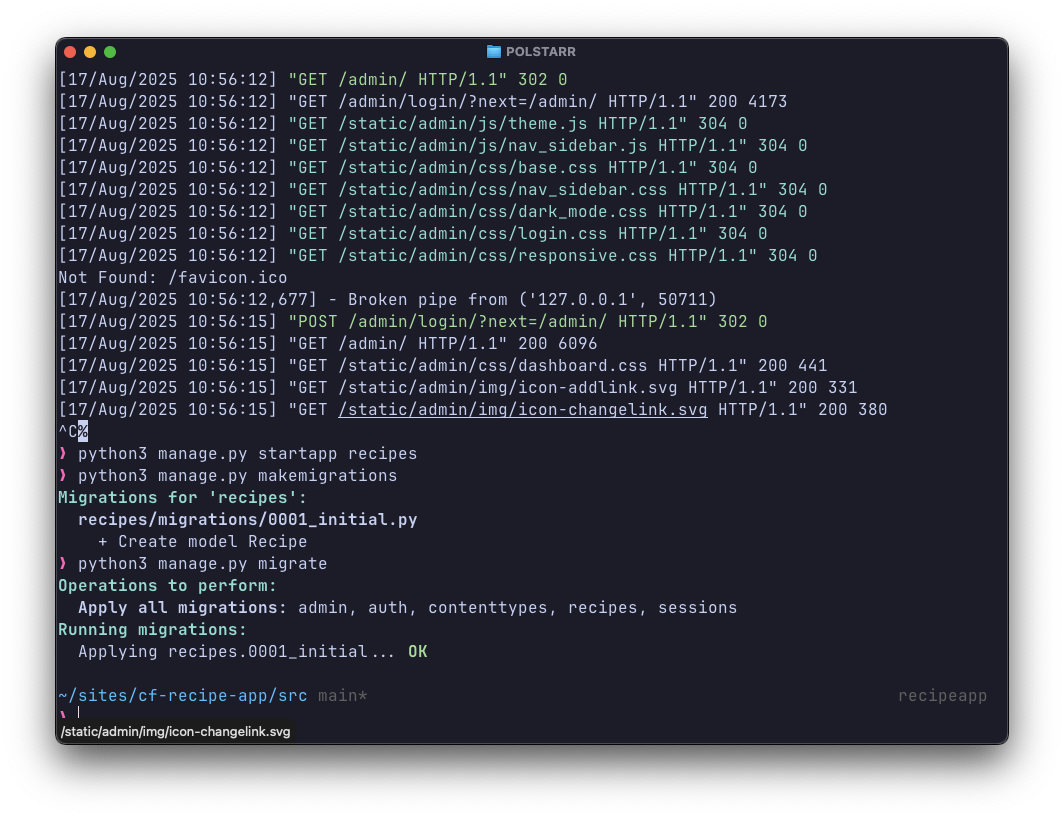 POLSTARR
[17/Aug/2025 10:56:12] "GET /admin/ HTTP/1.1" 302 0
[17/Aug/2025 10:56:12] "GET /admin/login/?next=/admin/ HTTP/1.1" 200 4173
[17/Aug/2025 10:56:12] "GET /static/admin/js/theme.js HTTP/1.1" 304 0
[17/Aug/2025 10:56:12] "GET /static/admin/js/nav_sidebar.js HTTP/1.1" 304 0
[17/Aug/2025 10:56:12] "GET /static/admin/css/base.css HTTP/1.1" 304 0
[17/Aug/2025 10:56:12] "GET /static/admin/css/nav_sidebar.css HTTP/1.1" 304 0
[17/Aug/2025 10:56:12] "GET /static/admin/css/dark_mode.css HTTP/1.1" 304 0
[17/Aug/2025 10:56:12] "GET /static/admin/css/login.css HTTP/1.1" 304 0
[17/Aug/2025 10:56:12] "GET /static/admin/css/responsive.css HTTP/1.1" 304 0
Not Found: /favicon.ico
[17/Aug/2025 10:56:12,677] - Broken pipe from ('127.0.0.1', 50711)
[17/Aug/2025 10:56:15] "POST /admin/login/?next=/admin/ HTTP/1.1" 302 0
[17/Aug/2025 10:56:15] "GET /admin/ HTTP/1.1" 200 6096
[17/Aug/2025 10:56:15] "GET /static/admin/css/dashboard.css HTTP/1.1" 200 441
[17/Aug/2025 10:56:15] "GET /static/admin/img/icon-addlink.svg HTTP/1.1" 200 331
[17/Aug/2025 10:56:15] "GET /static/admin/img/icon-changelink.svg HTTP/1.1" 200 380
^C%
❯ python3 manage.py startapp recipes
❯ python3 manage.py makemigrations
Migrations for 'recipes':
  recipes/migrations/0001_initial.py
    + Create model Recipe
❯ python3 manage.py migrate
Operations to perform:
  Apply all migrations: admin, auth, contenttypes, recipes, sessions
Running migrations:
  Applying recipes.0001_initial... OK
~/sites/cf-recipe-app/src main* recipeapp
❯
/static/admin/img/icon-changelink.svg